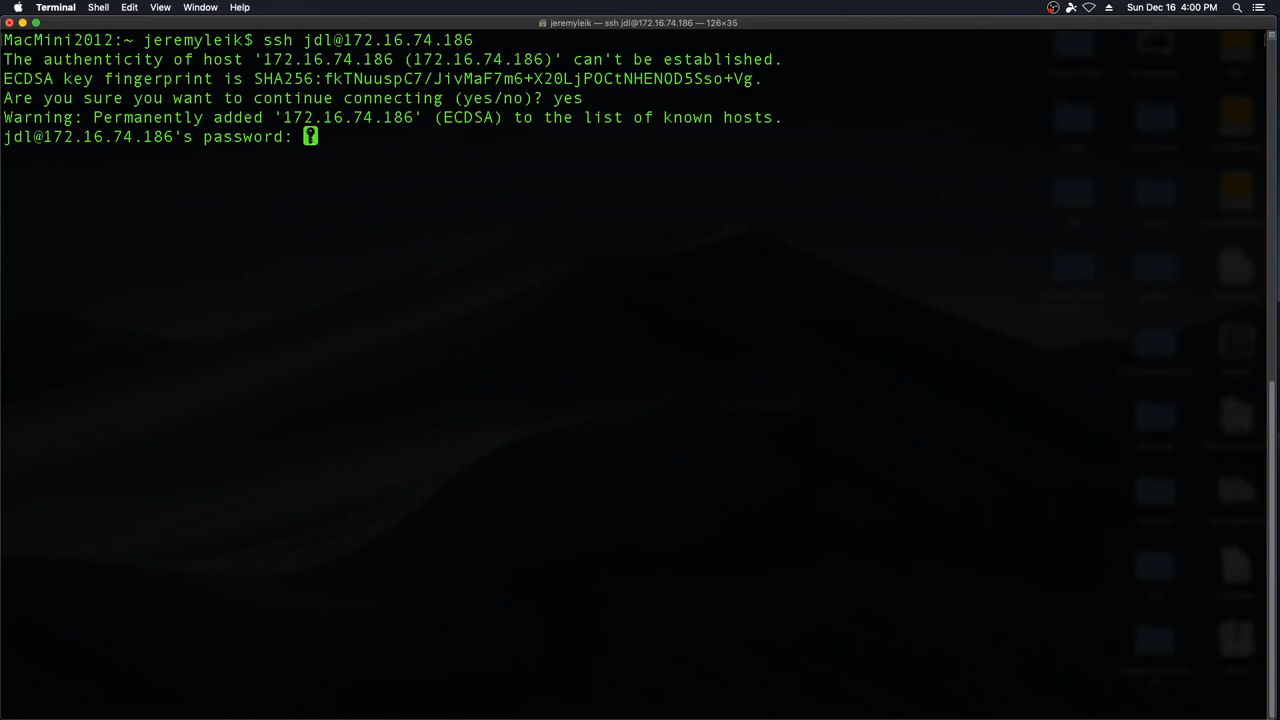 Terminal Shell Edit View Window Help Sun Dec 16 4:00 PM
jeremyleik — ssh jdl@172.16.74.186 — 126×35
MacMini2012:~ jeremyleik$ ssh jdl@172.16.74.186
The authenticity of host '172.16.74.186 (172.16.74.186)' can't be established.
ECDSA key fingerprint is SHA256:fkTNuuspC7/JivMaF7m6+X20LjPOCtNHENOD5Sso+Vg.
Are you sure you want to continue connecting (yes/no)? yes
Warning: Permanently added '172.16.74.186' (ECDSA) to the list of known hosts.
jdl@172.16.74.186's password: